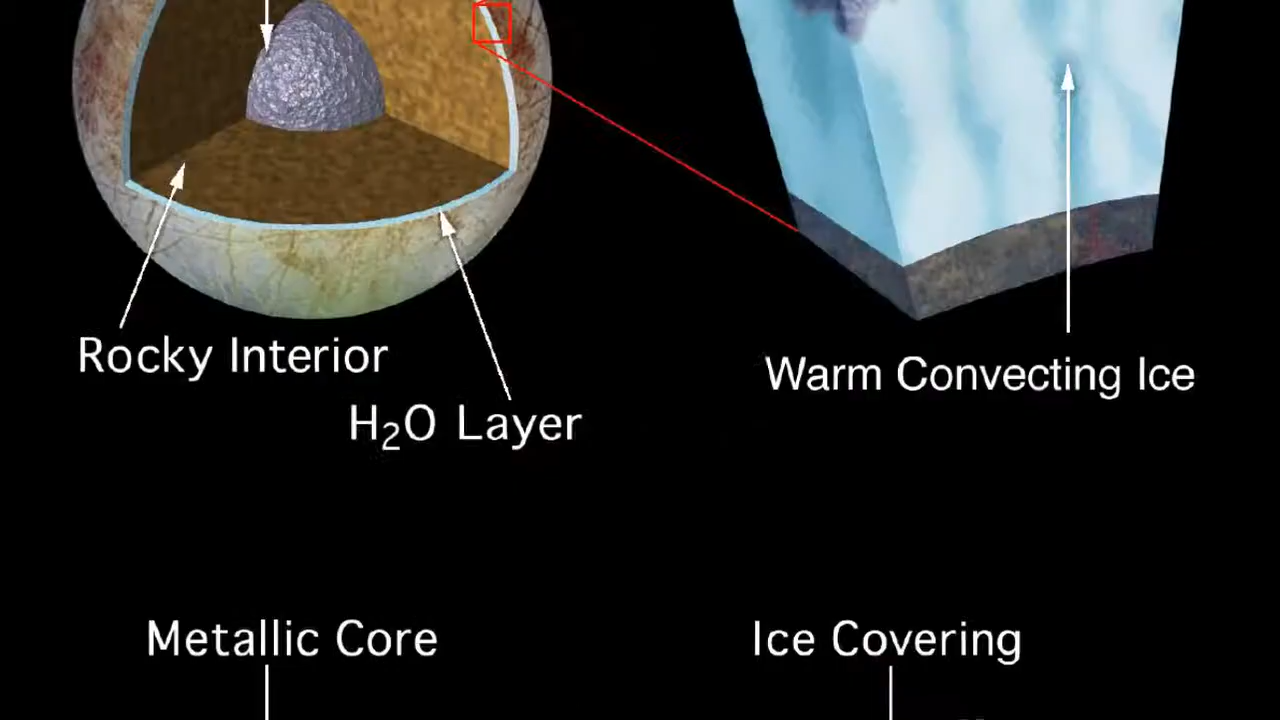 Rocky Interior
H₂O Layer
Warm Convecting Ice
Metallic Core
Ice Covering